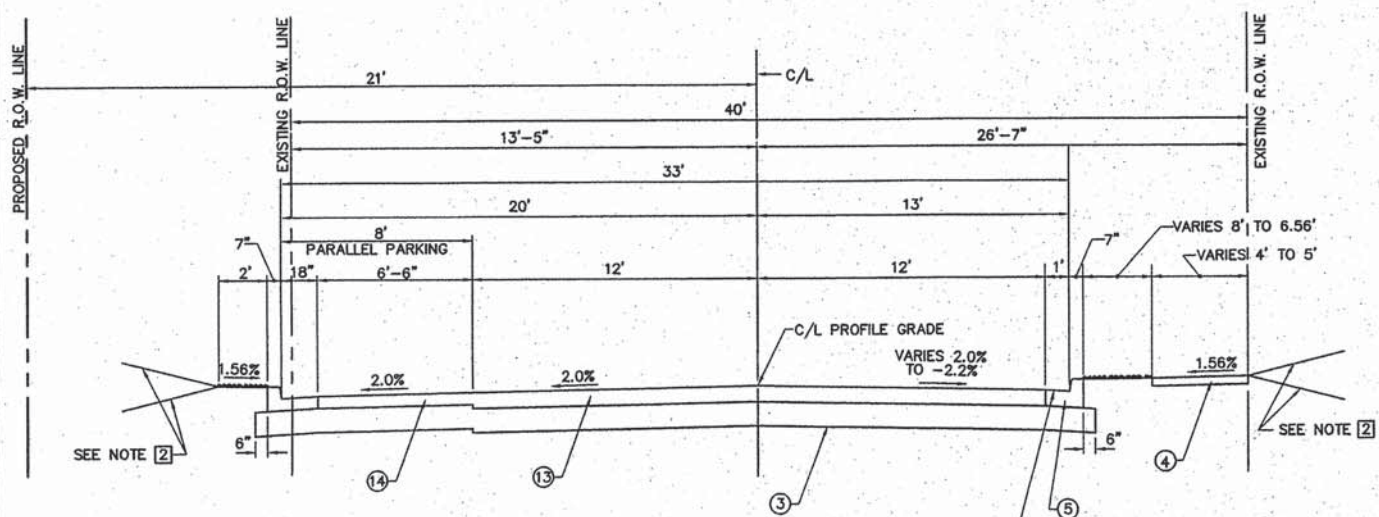 PROPOSED R.O.W. LINE
EXISTING R.O.W. LINE
EXISTING R.O.W. LINE
C/L
21'
40'
13'-5"
26'-7"
33'
20'
13'
8'
PARALLEL PARKING
VARIES 8' TO 6.56'
VARIES 4' TO 5'
7"
7"
2'
18"
6'-6"
12'
12'
1'
C/L PROFILE GRADE
VARIES 2.0%
TO -2.2%
1.56%
2.0%
2.0%
1.56%
SEE NOTE 2
6"
14
13
3
5
6"
4
SEE NOTE 2